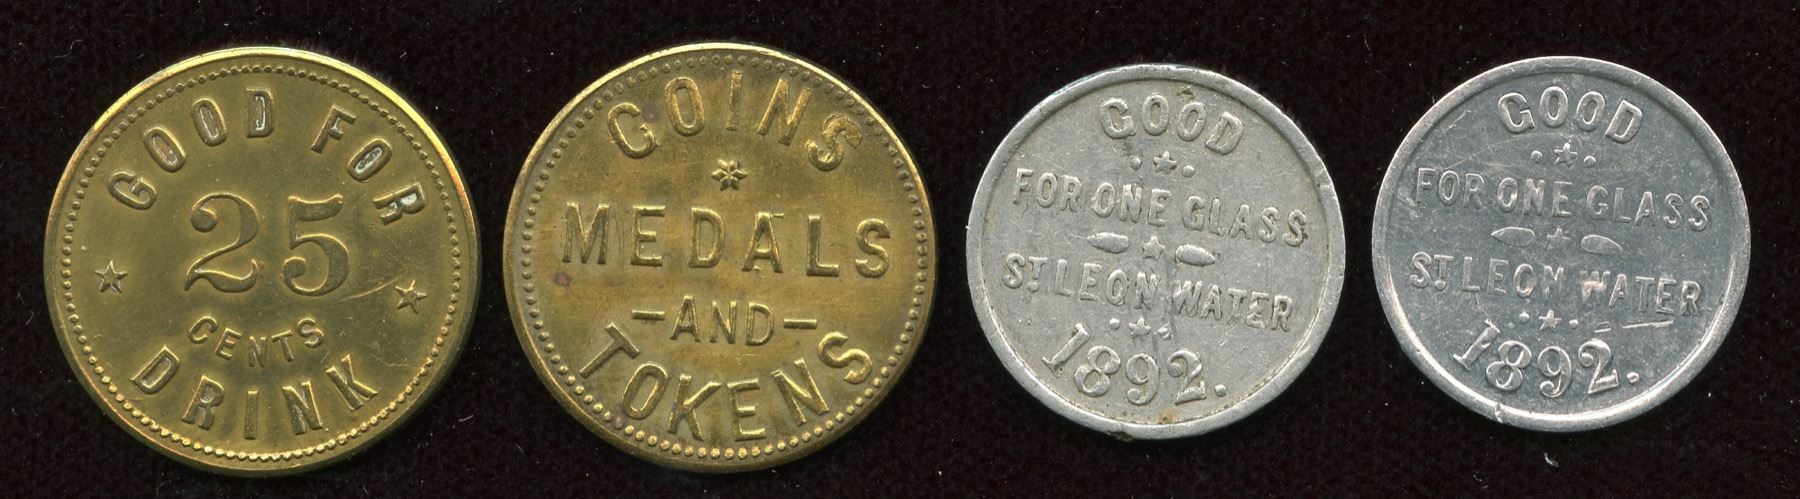 GOOD FOR
25
CENTS
DRINK
COINS
MEDALS
-AND-
TOKENS
GOOD
FOR ONE GLASS
ST LEON WATER
1892.
GOOD
FOR ONE GLASS
ST LEON WATER
1892.